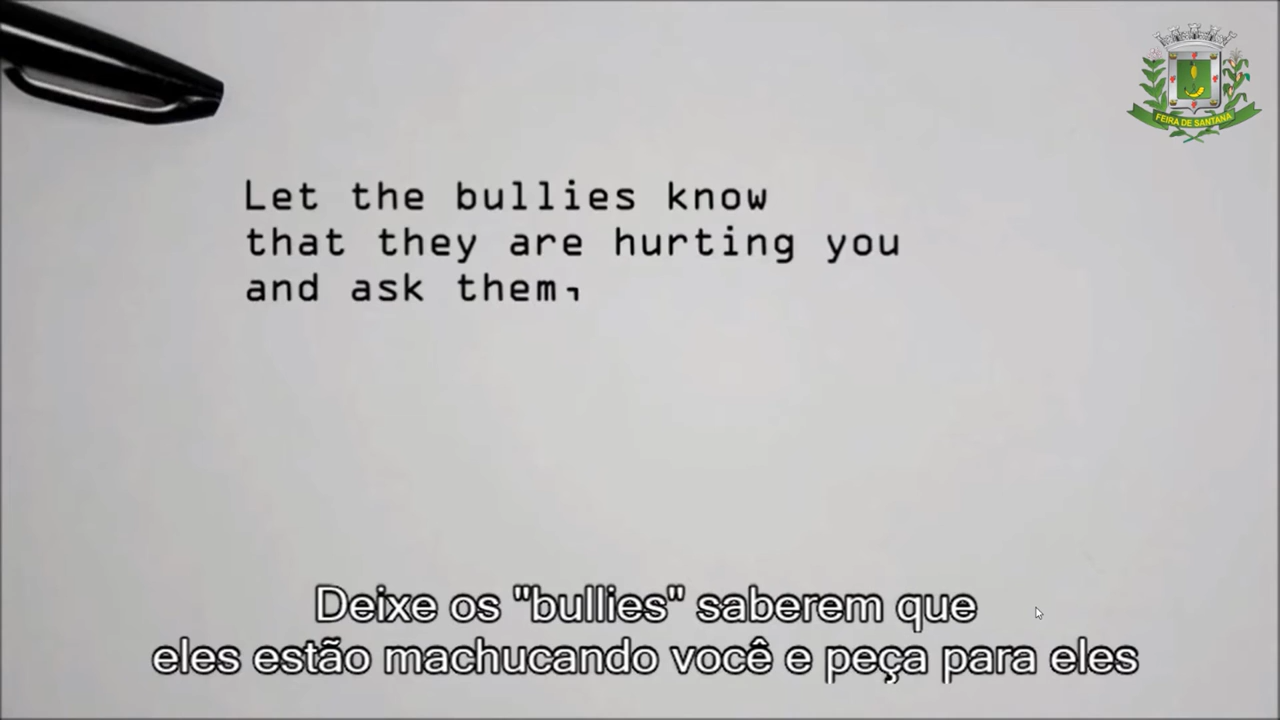 FEIRA DE SANTANA
Let the bullies know
that they are hurting you
and ask them
Deixe os "bullies" saberem que
eles estão machucando você e peça para eles